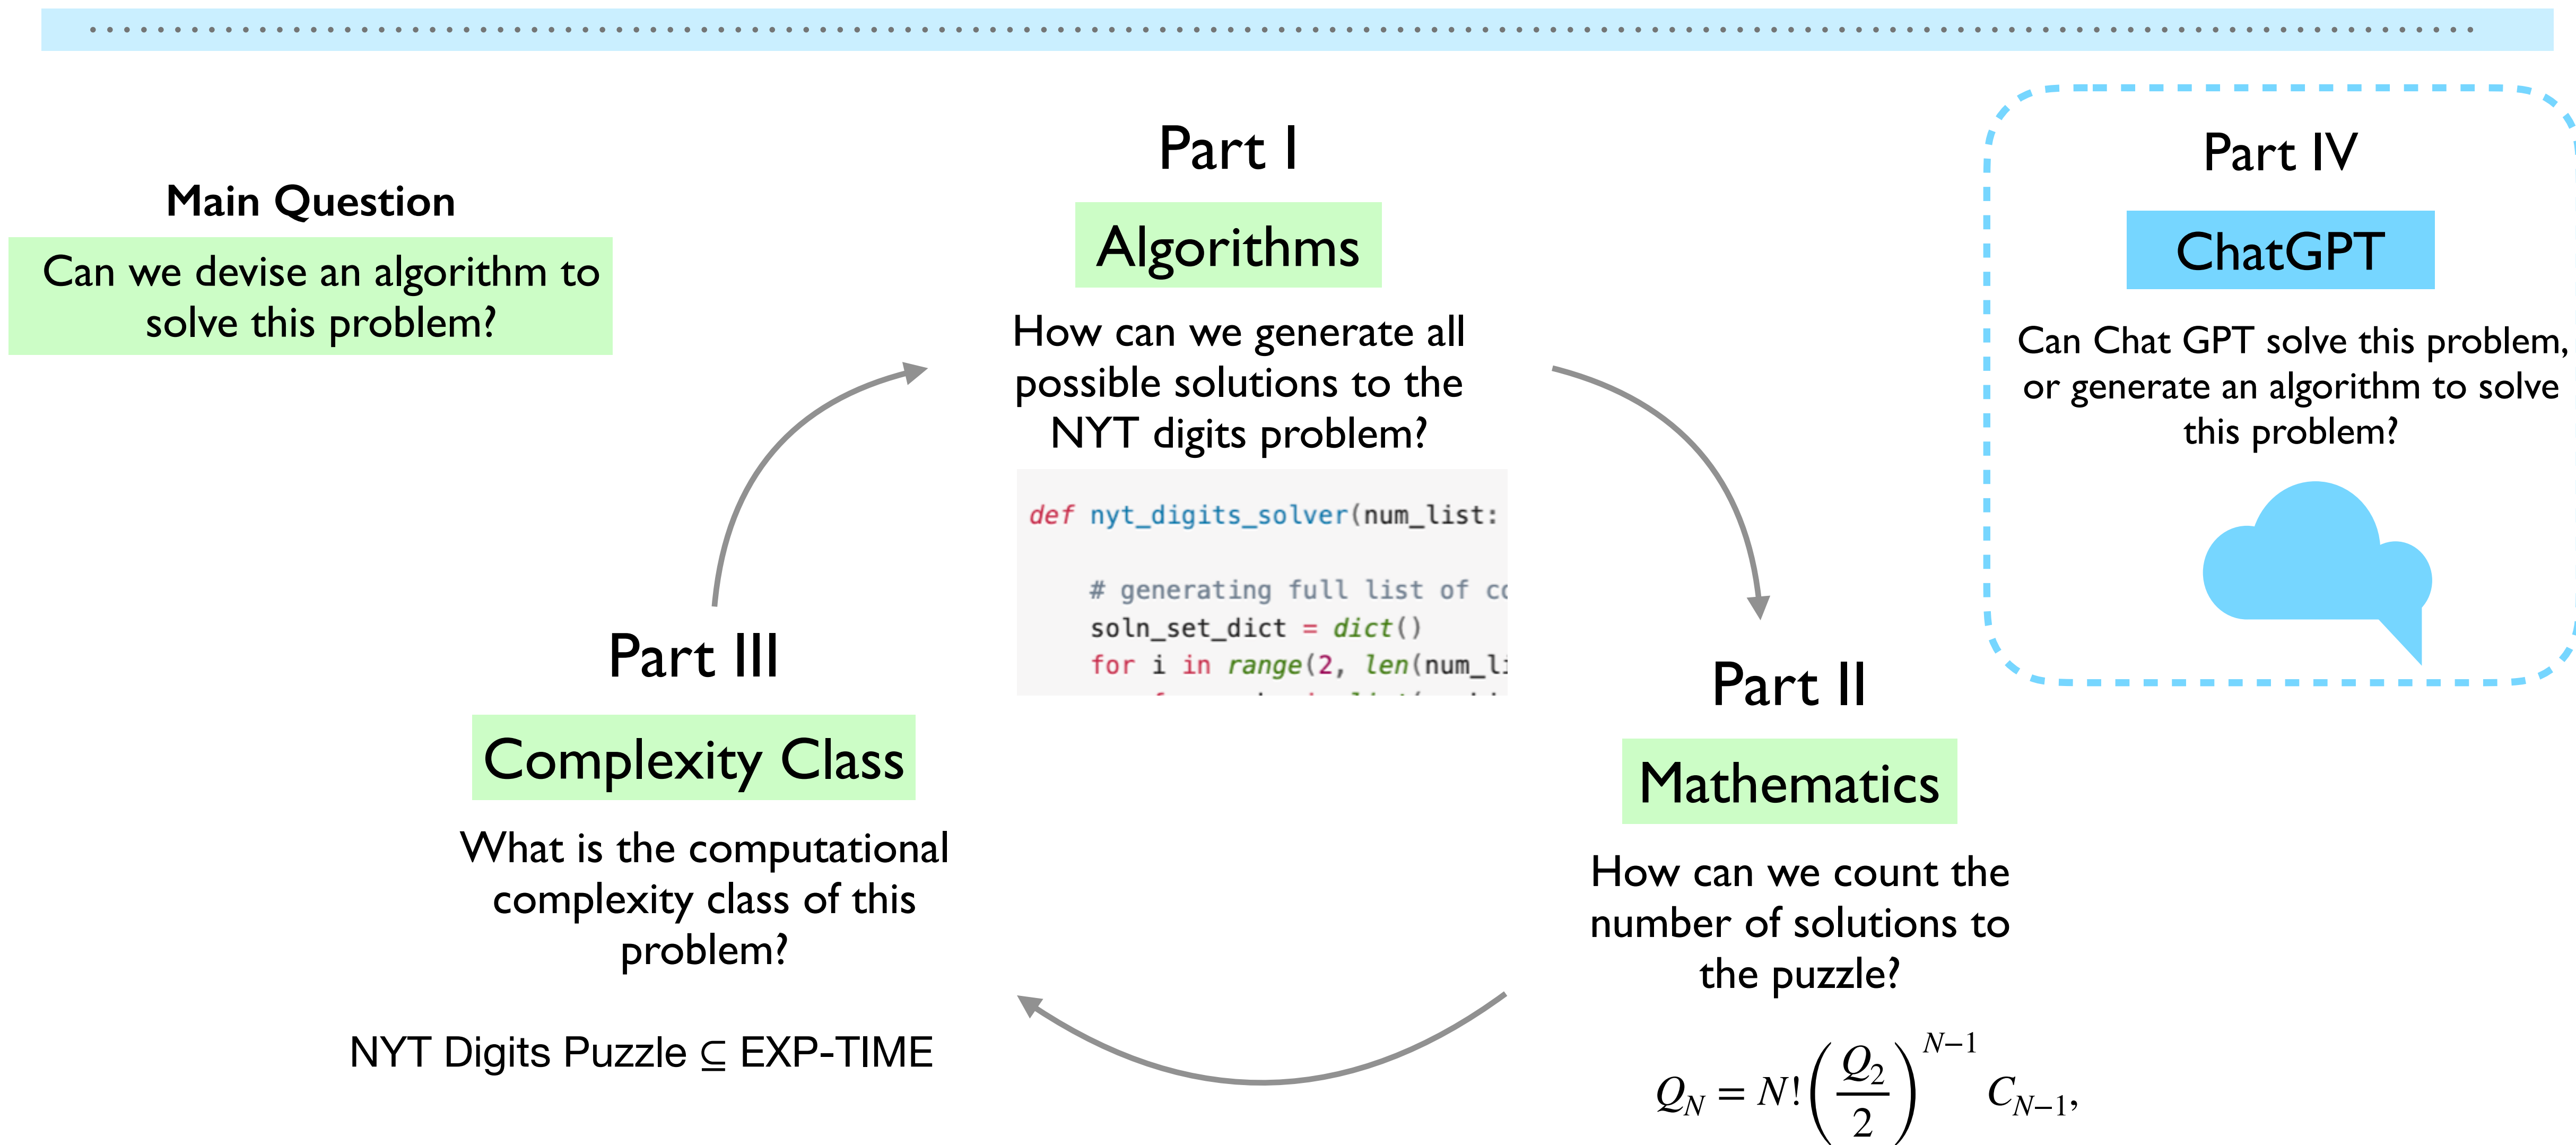 Main Question
Can we devise an algorithm to
solve this problem?
Part I
Algorithms
How can we generate all
possible solutions to the
NYT digits problem?
def nyt_digits_solver(num_list:
# generating full list of co
soln_set_dict = dict()
for i in range(2, len(num_li
Part II
Mathematics
How can we count the
number of solutions to
the puzzle?
Q_N = N! (Q_2 / 2)^{N−1} C_{N−1},
Part III
Complexity Class
What is the computational
complexity class of this
problem?
NYT Digits Puzzle ⊆ EXP-TIME
Part IV
ChatGPT
Can Chat GPT solve this problem,
or generate an algorithm to solve
this problem?